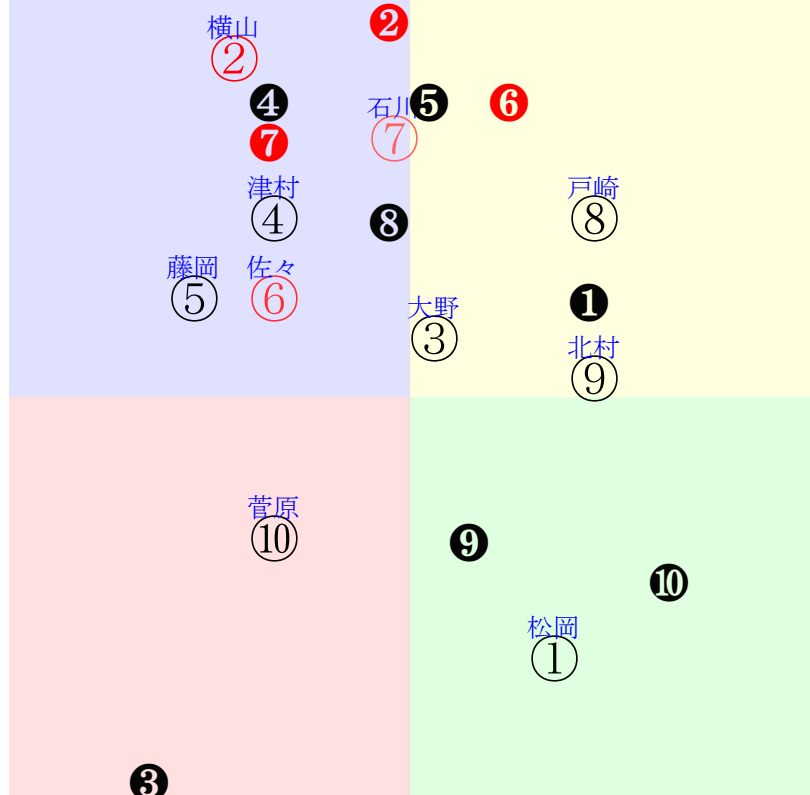 ❷
横山
②
❹
石川
❺
❻
⑦
❼
津村
④
❽
戸崎
⑧
藤岡
⑤
佐々
⑥
大野
③
❶
北村
⑨
菅原
⑩
❾
❿
松岡
①
❸